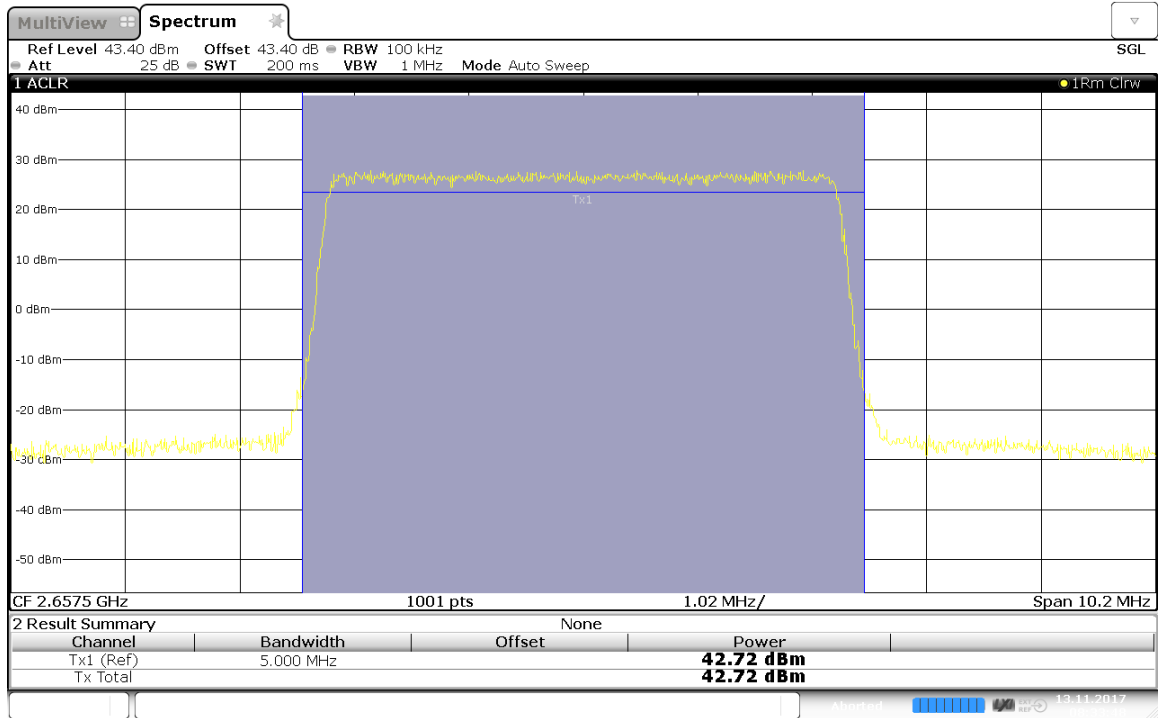 MultiView Spectrum
Ref Level 43.40 dBm Offset 43.40 dB RBW 100 kHz SGL
Att 25 dB SWT 200 ms VBW 1 MHz Mode Auto Sweep
1 ACLR 1Rm Clrw
40 dBm
30 dBm
Tx1
20 dBm
10 dBm
0 dBm
-10 dBm
-20 dBm
-30 dBm
-40 dBm
-50 dBm
CF 2.6575 GHz 1001 pts 1.02 MHz/ Span 10.2 MHz
2 Result Summary None
Channel Bandwidth Offset Power
Tx1 (Ref) 5.000 MHz 42.72 dBm
Tx Total 42.72 dBm
Aborted LXI EXT REF 13.11.2017